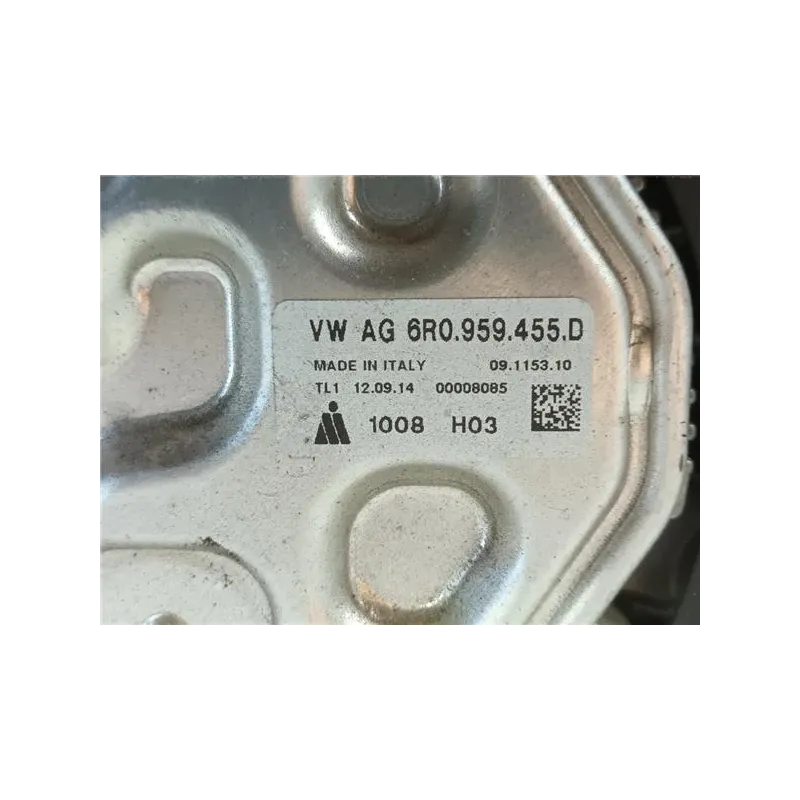 VW AG 6R0.959.455.D
MADE IN ITALY 09.1153.10
TL1 12.09.14 00008085
1008 H03